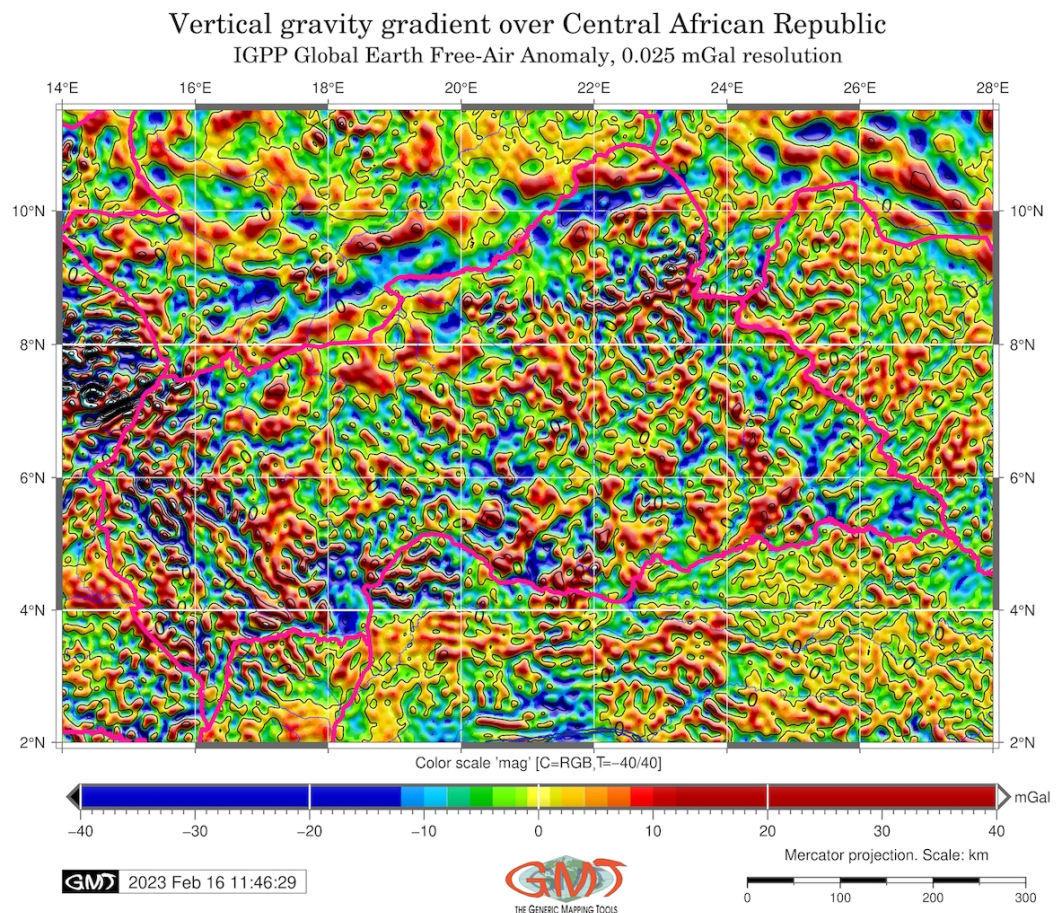 Vertical gravity gradient over Central African Republic
IGPP Global Earth Free-Air Anomaly, 0.025 mGal resolution
14°E 16°E 18°E 20°E 22°E 24°E 26°E 28°E
10°N 10°N
8°N 8°N
6°N 6°N
4°N 4°N
2°N 2°N
Color scale 'mag' [C=RGB,T=−40/40]
mGal
−40 −30 −20 −10 0 10 20 30 40
Mercator projection. Scale: km
GMT 2023 Feb 16 11:46:29
GMT
THE GENERIC MAPPING TOOLS
0 100 200 300